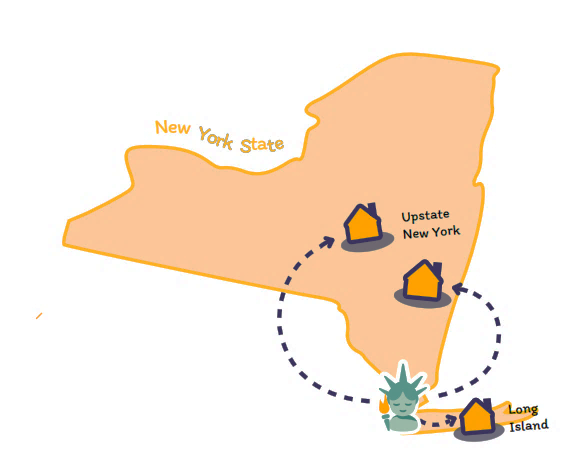 New York State
Upstate
New York
Long
Island